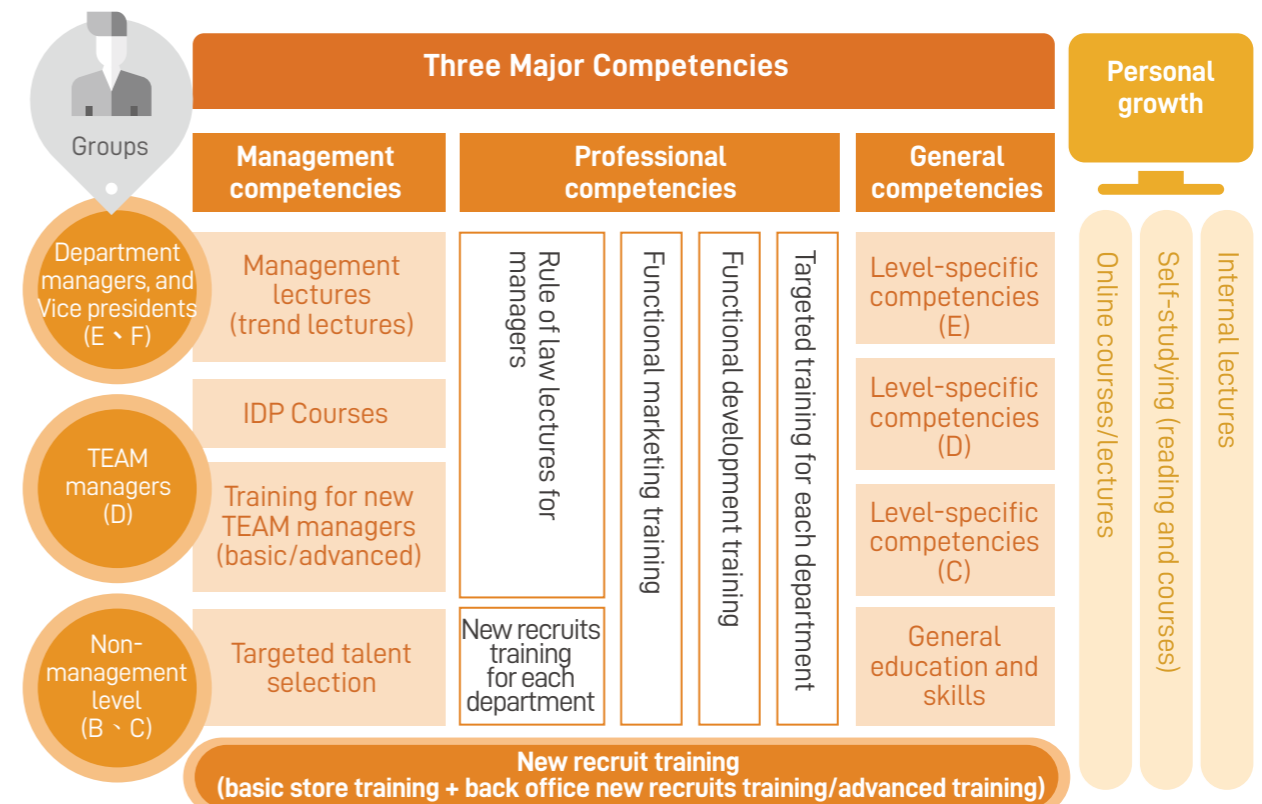 Groups
Three Major Competencies
Personal
growth
Management
competencies
Professional
competencies
General
competencies
Department
managers, and
Vice presidents
(E、F)
TEAM
managers
(D)
Non-
management
level
(B、C)
Management
lectures
(trend lectures)
IDP Courses
Training for new
TEAM managers
(basic/advanced)
Targeted talent
selection
Rule of law lectures for
managers
New recruits
training
for each
department
Functional marketing training
Functional development training
Targeted training for each department
Level-specific
competencies
(E)
Level-specific
competencies
(D)
Level-specific
competencies
(C)
General
education and
skills
Online courses/lectures
Self-studying (reading and courses)
Internal lectures
New recruit training
(basic store training + back office new recruits training/advanced training)